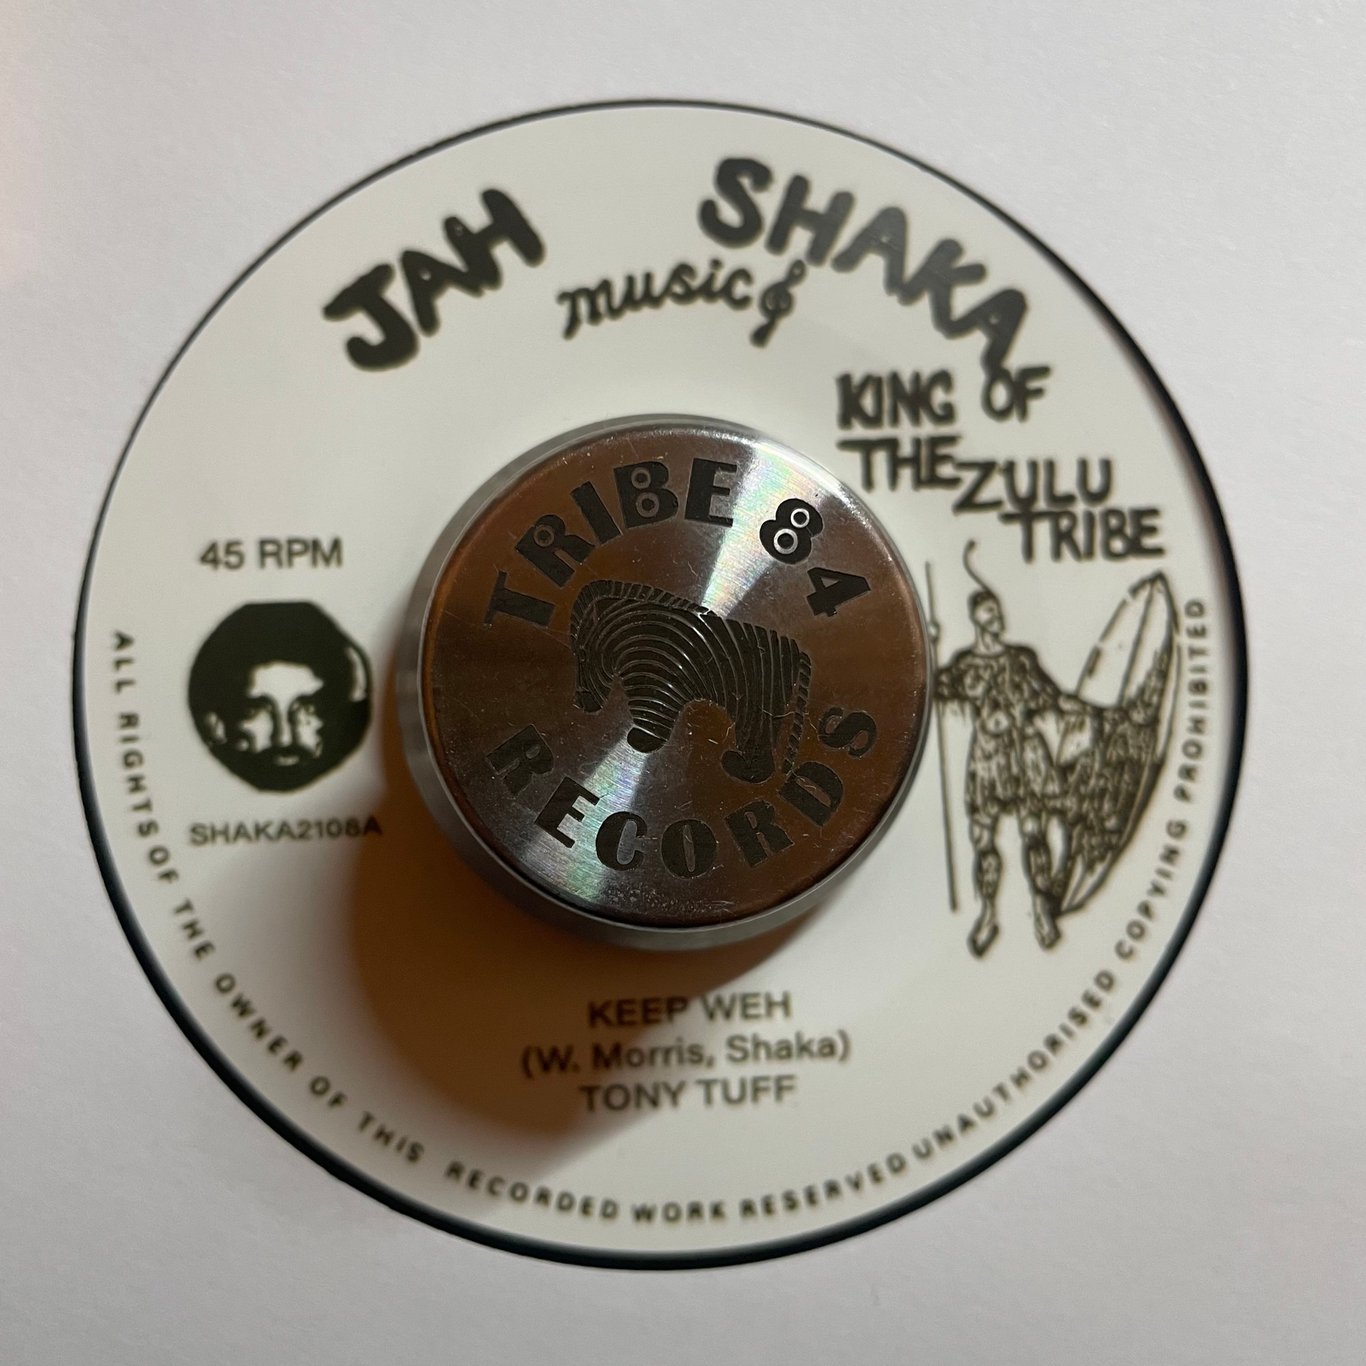 JAH SHAKA
music
KING OF
THE ZULU
TRIBE
TRIBE 84
RECORDS
45 RPM
SHAKA2108A
KEEP WEH
(W. Morris, Shaka)
TONY TUFF
ALL RIGHTS OF THE OWNER OF THIS RECORDED WORK RESERVED UNAUTHORISED COPYING PROHIBITED